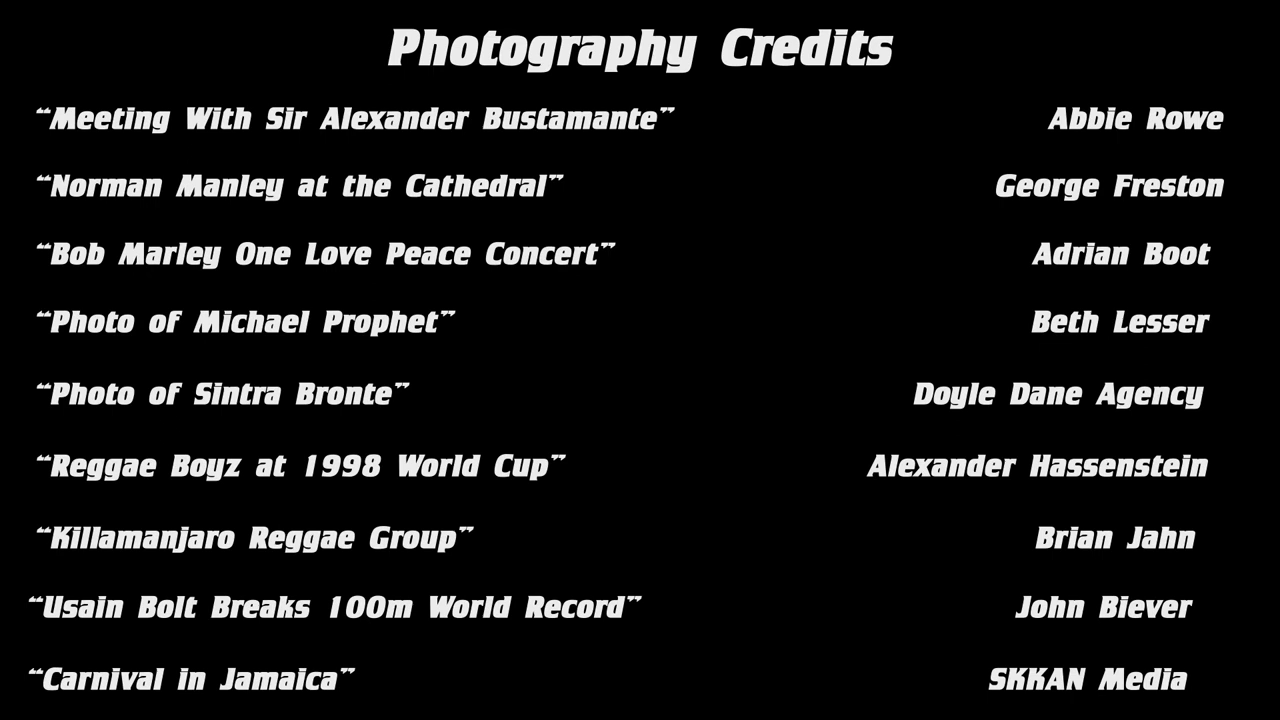 Photography Credits
“Meeting With Sir Alexander Bustamante” Abbie Rowe
“Norman Manley at the Cathedral” George Freston
“Bob Marley One Love Peace Concert” Adrian Boot
“Photo of Michael Prophet” Beth Lesser
“Photo of Sintra Bronte” Doyle Dane Agency
“Reggae Boyz at 1998 World Cup” Alexander Hassenstein
“Killamanjaro Reggae Group” Brian Jahn
“Usain Bolt Breaks 100m World Record” John Biever
“Carnival in Jamaica” SKKAN Media